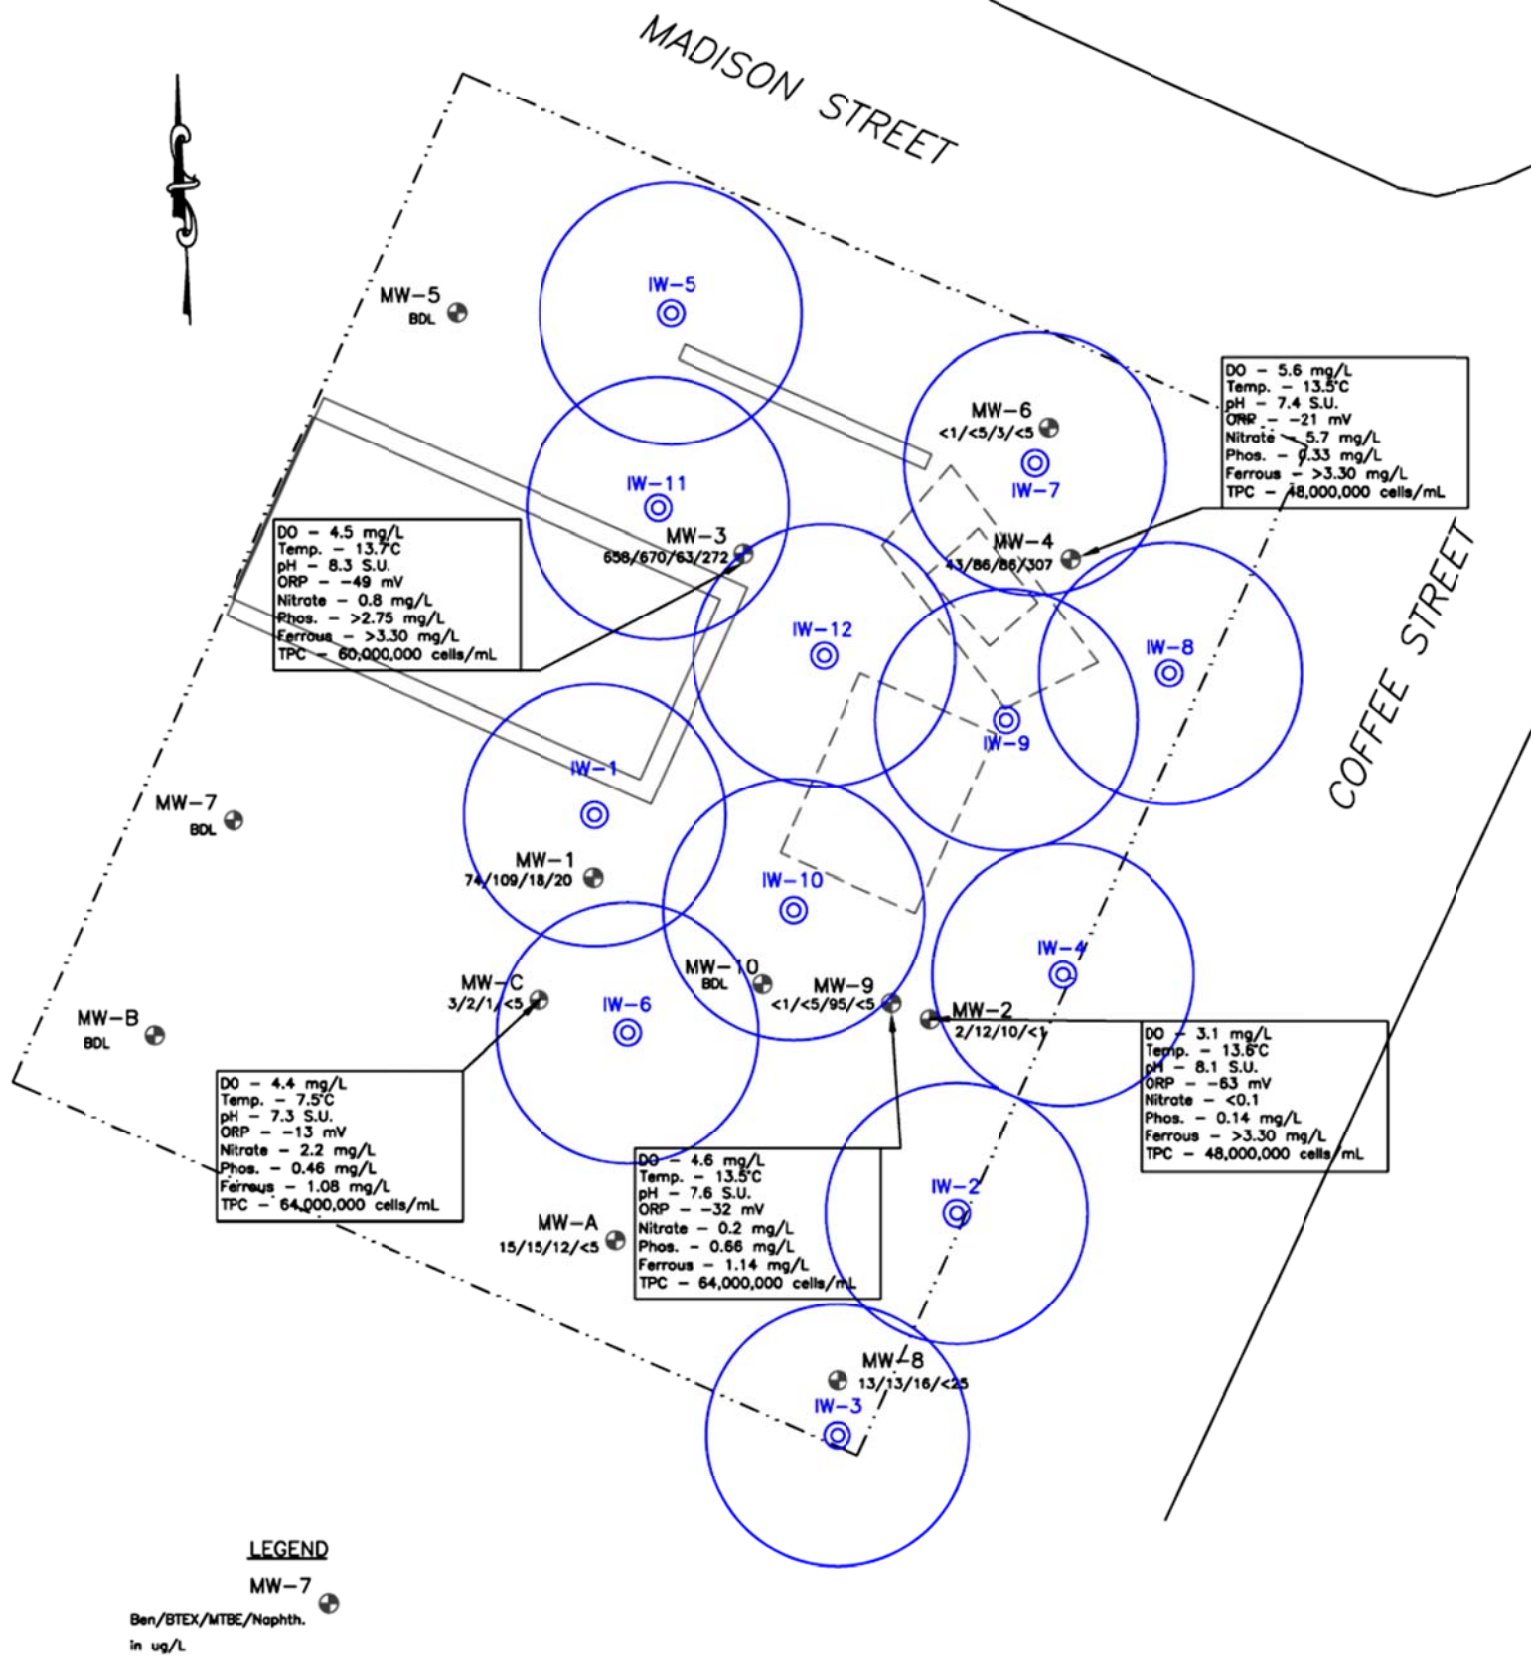 MADISON STREET
IW-5
MW-5
BDL
DO - 5.6 mg/L
Temp. - 13.5°C
pH - 7.4 S.U.
ORP - -21 mV
Nitrate - 5.7 mg/L
Phos. - 0.33 mg/L
Ferrous - >3.30 mg/L
TPC - 48,000,000 cells/mL
MW-6
<1/<5/3/<5
IW-7
IW-11
MW-3
658/670/63/272
MW-4
43/86/86/307
DO - 4.5 mg/L
Temp. - 13.7°C
pH - 8.3 S.U.
ORP - -49 mV
Nitrate - 0.8 mg/L
Phos. - >2.75 mg/L
Ferrous - >3.30 mg/L
TPC - 60,000,000 cells/mL
COFFEE STREET
IW-12
IW-8
IW-9
IW-1
MW-7
BDL
MW-1
74/109/18/20
IW-10
IW-4
MW-10
BDL
MW-C
3/2/1/<5
MW-9
<1/<5/95/<5
IW-6
MW-2
2/12/10/<1
MW-B
BDL
DO - 3.1 mg/L
Temp. - 13.6°C
pH - 8.1 S.U.
ORP - -63 mV
Nitrate - <0.1
Phos. - 0.14 mg/L
Ferrous - >3.30 mg/L
TPC - 48,000,000 cells/mL
DO - 4.4 mg/L
Temp. - 7.5°C
pH - 7.3 S.U.
ORP - -13 mV
Nitrate - 2.2 mg/L
Phos. - 0.46 mg/L
Ferrous - 1.08 mg/L
TPC - 64,000,000 cells/mL
DO - 4.6 mg/L
Temp. - 13.5°C
pH - 7.6 S.U.
ORP - -32 mV
Nitrate - 0.2 mg/L
Phos. - 0.66 mg/L
Ferrous - 1.14 mg/L
TPC - 64,000,000 cells/mL
IW-2
MW-A
15/15/12/<5
MW-8
13/13/16/<25
IW-3
LEGEND
MW-7
Ben/BTEX/MTBE/Naphth.
in ug/L